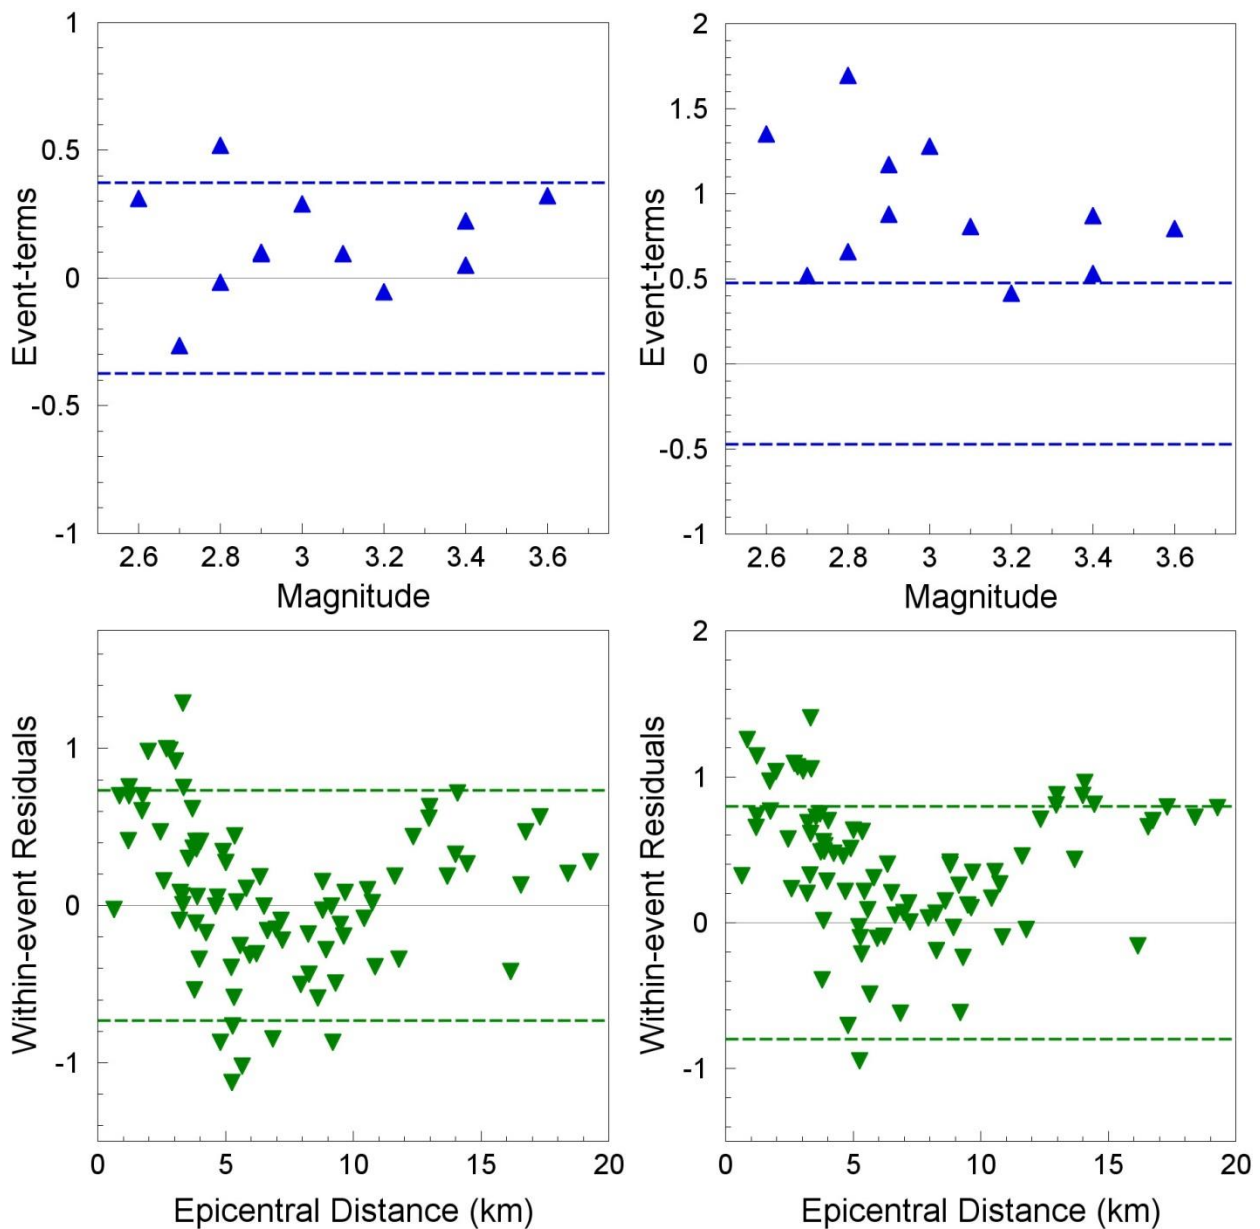 1
0.5
0
-0.5
-1
Event-terms
2.6 2.8 3 3.2 3.4 3.6
Magnitude
2
1.5
1
0.5
0
-0.5
-1
Event-terms
2.6 2.8 3 3.2 3.4 3.6
Magnitude
1
0
-1
Within-event Residuals
0 5 10 15 20
Epicentral Distance (km)
2
1
0
-1
Within-event Residuals
0 5 10 15 20
Epicentral Distance (km)